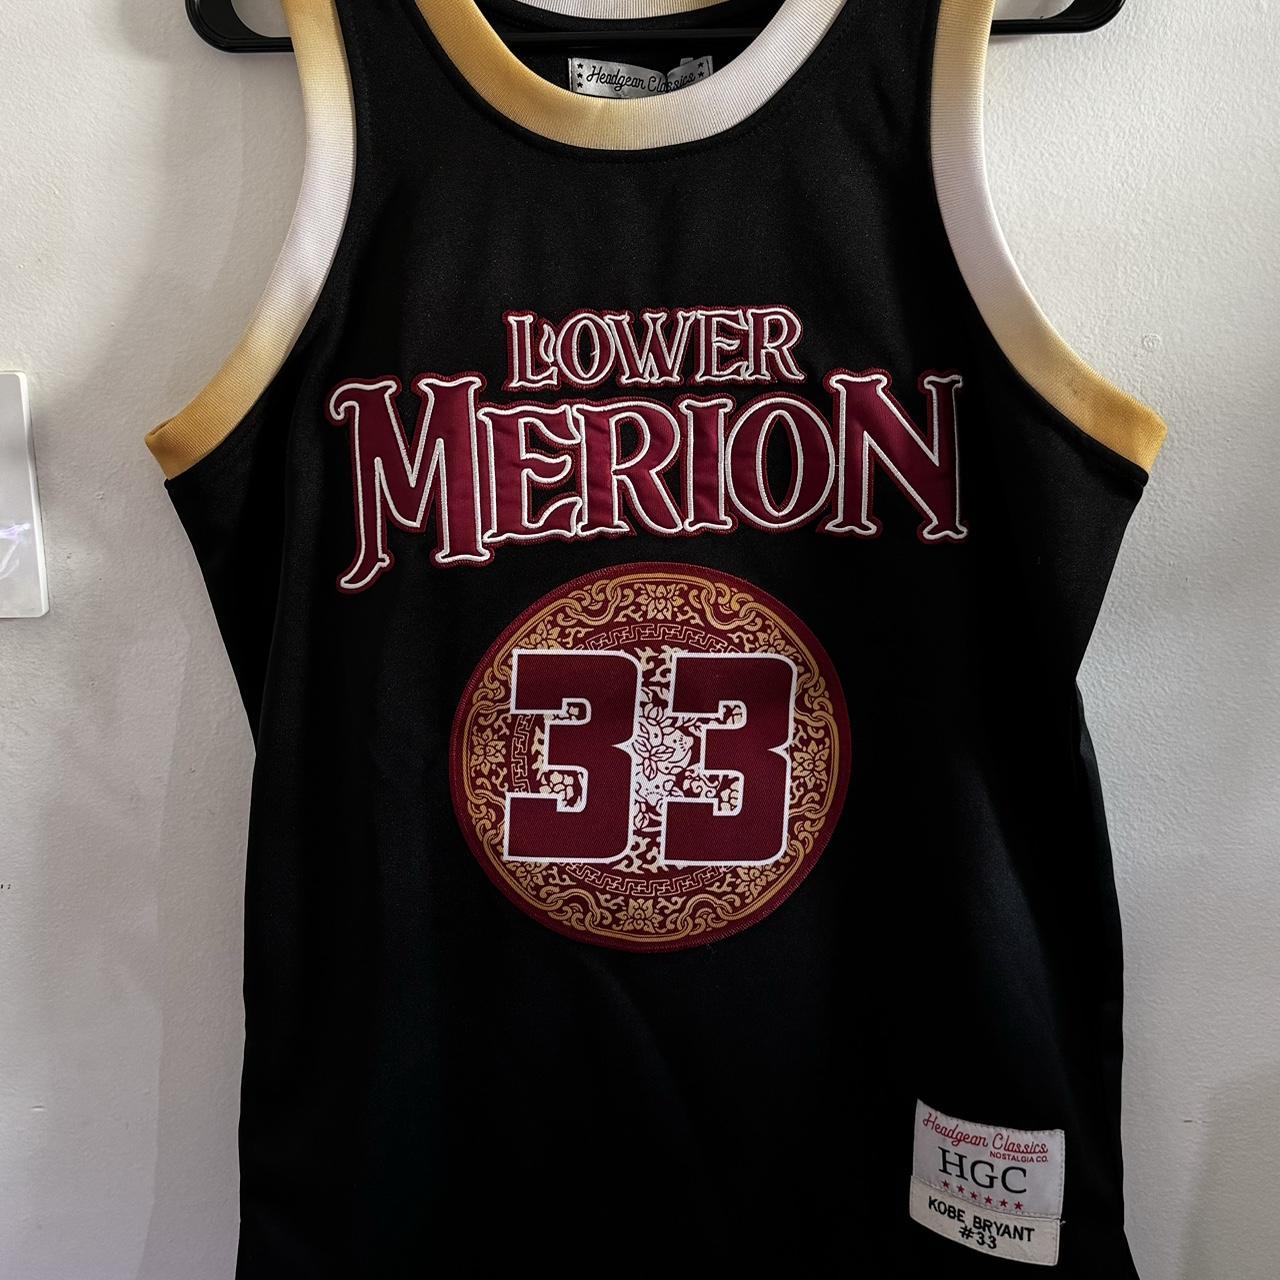 Headgear Classics
LOWER
MERION
33
Headgear Classics
NOSTALGIA CO.
HGC
KOBE BRYANT
#33